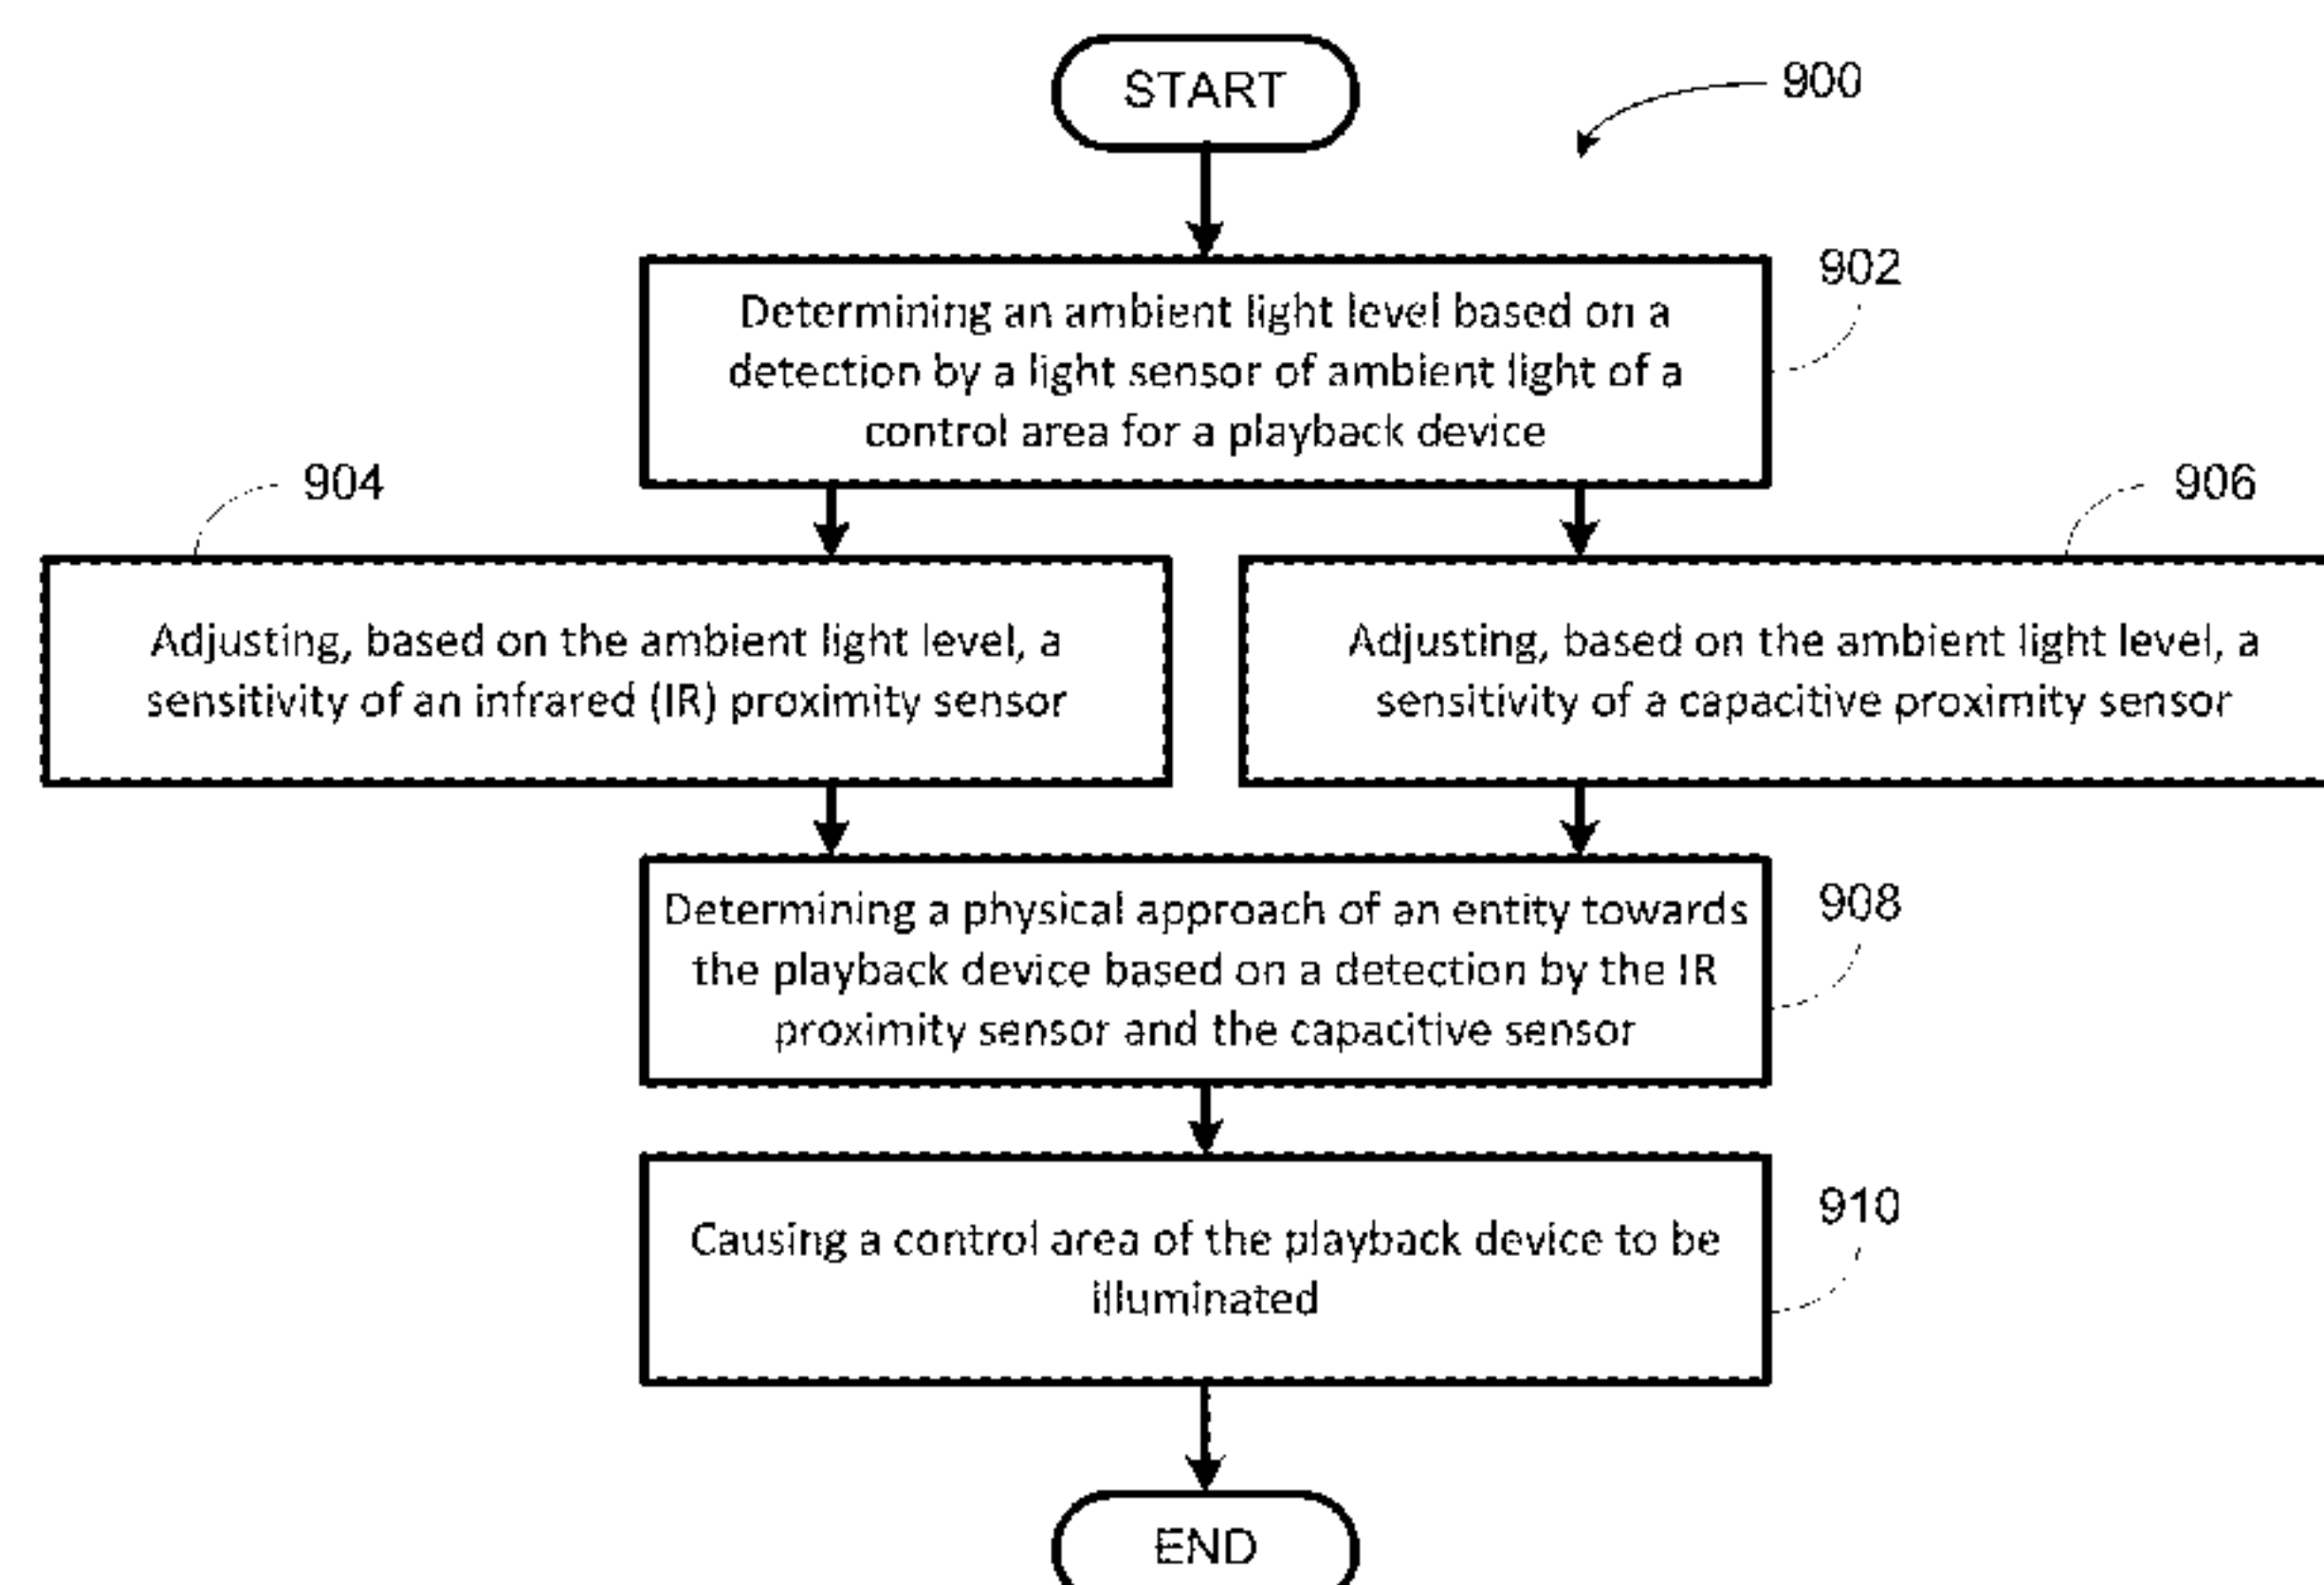 START
900
902
Determining an ambient light level based on a
detection by a light sensor of ambient light of a
control area for a playback device
904
906
Adjusting, based on the ambient light level, a
sensitivity of an infrared (IR) proximity sensor
Adjusting, based on the ambient light level, a
sensitivity of a capacitive proximity sensor
908
Determining a physical approach of an entity towards
the playback device based on a detection by the IR
proximity sensor and the capacitive sensor
910
Causing a control area of the playback device to be
illuminated
END